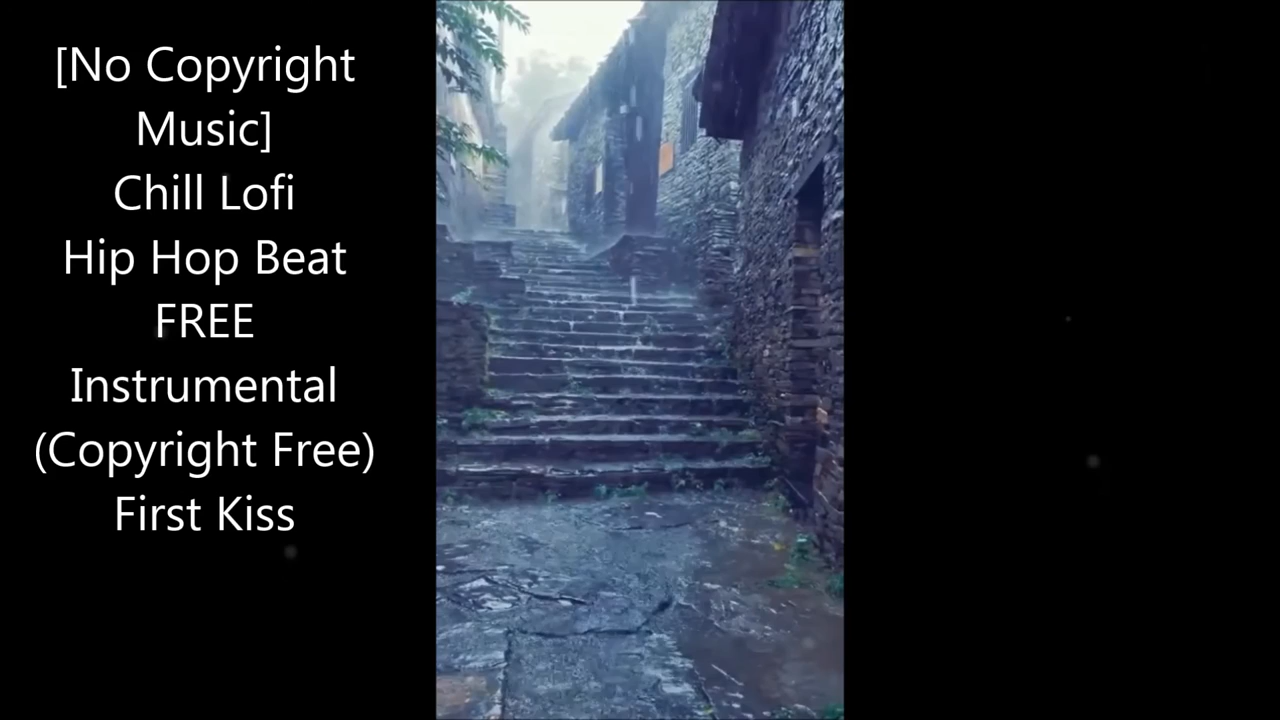 [No Copyright
Music]
Chill Lofi
Hip Hop Beat
FREE
Instrumental
(Copyright Free)
First Kiss